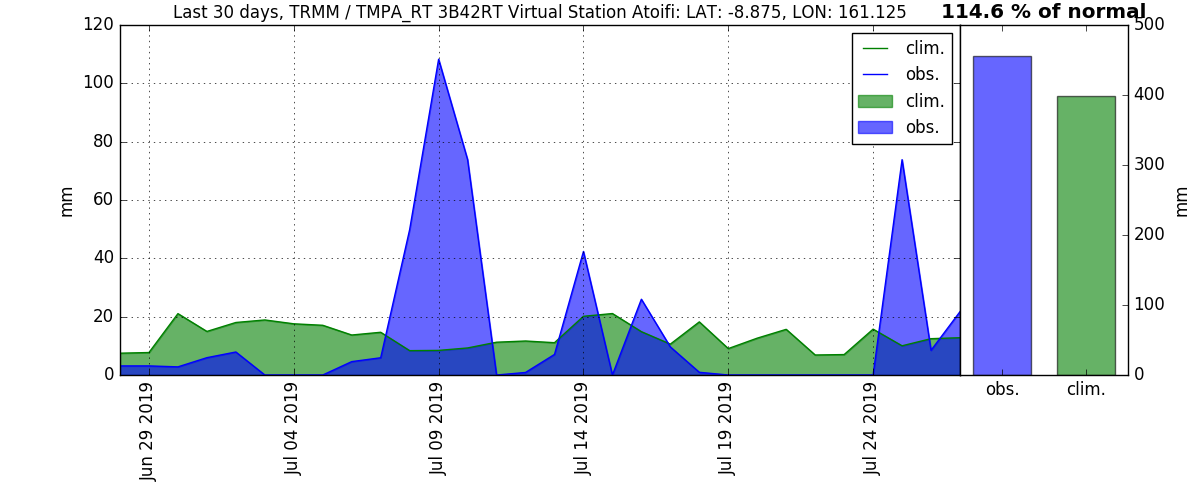 Last 30 days, TRMM / TMPA_RT 3B42RT Virtual Station Atoifi: LAT: -8.875, LON: 161.125
114.6 % of normal
120
100
80
60
40
20
0
mm
clim.
obs.
clim.
obs.
500
400
300
200
100
0
mm
Jun 29 2019
Jul 04 2019
Jul 09 2019
Jul 14 2019
Jul 19 2019
Jul 24 2019
obs.
clim.